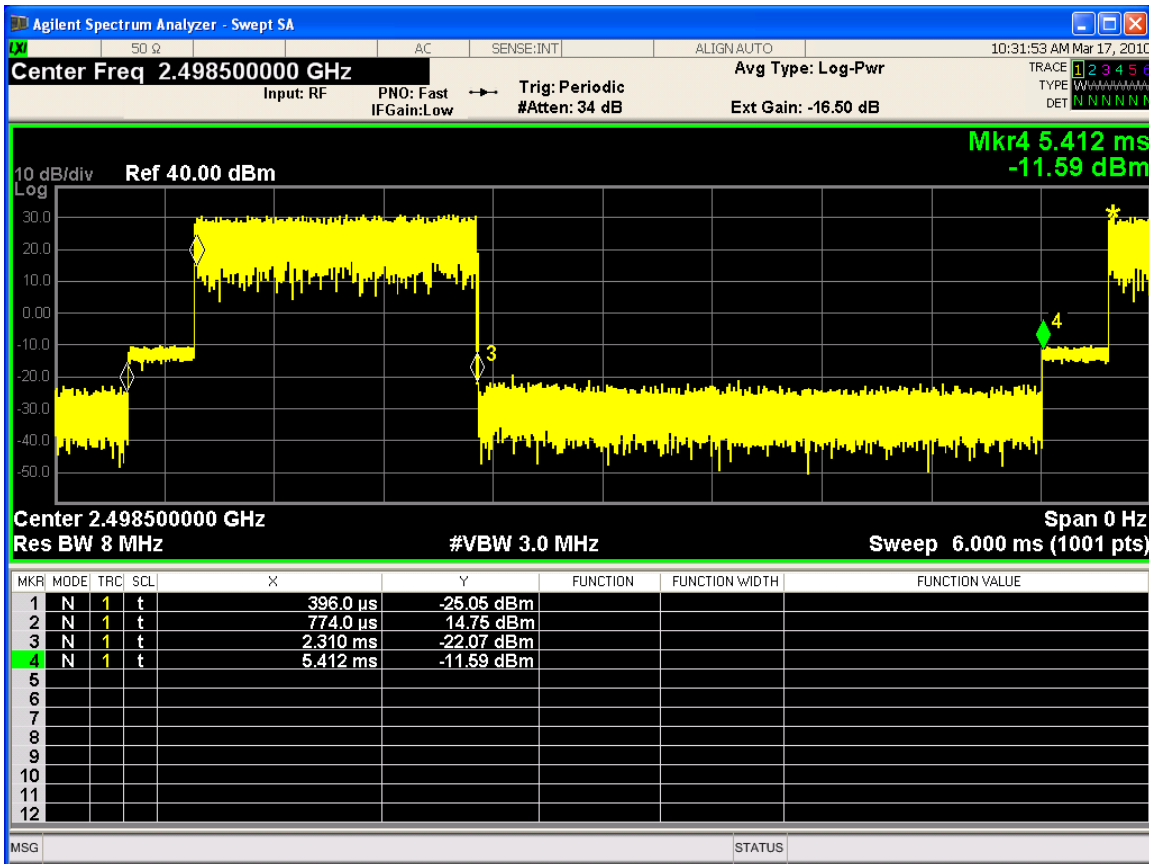 Agilent Spectrum Analyzer - Swept SA
LXI 50 Ω AC SENSE:INT ALIGN AUTO 10:31:53 AM Mar 17, 2010
Center Freq 2.498500000 GHz
Input: RF PNO: Fast IFGain:Low
Trig: Periodic
#Atten: 34 dB
Avg Type: Log-Pwr
Ext Gain: -16.50 dB
TRACE 1 2 3 4 5 6
TYPE WWWWWW
DET N N N N N N
Mkr4 5.412 ms
-11.59 dBm
10 dB/div Ref 40.00 dBm
Log
30.0
20.0
10.0
0.00
-10.0
-20.0
-30.0
-40.0
-50.0
3
4
*
Center 2.498500000 GHz Span 0 Hz
Res BW 8 MHz #VBW 3.0 MHz Sweep 6.000 ms (1001 pts)
MKR MODE TRC SCL X Y FUNCTION FUNCTION WIDTH FUNCTION VALUE
1 N 1 t 396.0 µs -25.05 dBm
2 N 1 t 774.0 µs 14.75 dBm
3 N 1 t 2.310 ms -22.07 dBm
4 N 1 t 5.412 ms -11.59 dBm
5
6
7
8
9
10
11
12
MSG STATUS